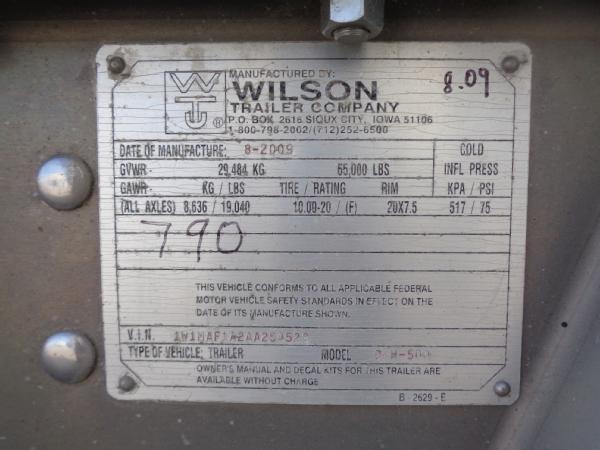 MANUFACTURED BY:
WILSON
TRAILER COMPANY
P.O. BOX 2616 SIOUX CITY, IOWA 51106
1-800-798-2002/(712)252-6500
8.09
DATE OF MANUFACTURE: 8-2009 COLD
GVWR- 29,484 KG 65,000 LBS INFL PRESS
GAWR- KG / LBS TIRE / RATING RIM KPA / PSI
(ALL AXLES) 8,636 / 19,040 10.00-20 / (F) 20X7.5 517 / 75
790
THIS VEHICLE CONFORMS TO ALL APPLICABLE FEDERAL
MOTOR VEHICLE SAFETY STANDARDS IN EFFECT ON THE
DATE OF ITS MANUFACTURE SHOWN.
V.I.N.
TYPE OF VEHICLE: TRAILER MODEL
OWNER'S MANUAL AND DECAL KITS FOR THIS TRAILER ARE
AVAILABLE WITHOUT CHARGE
B-2629-E